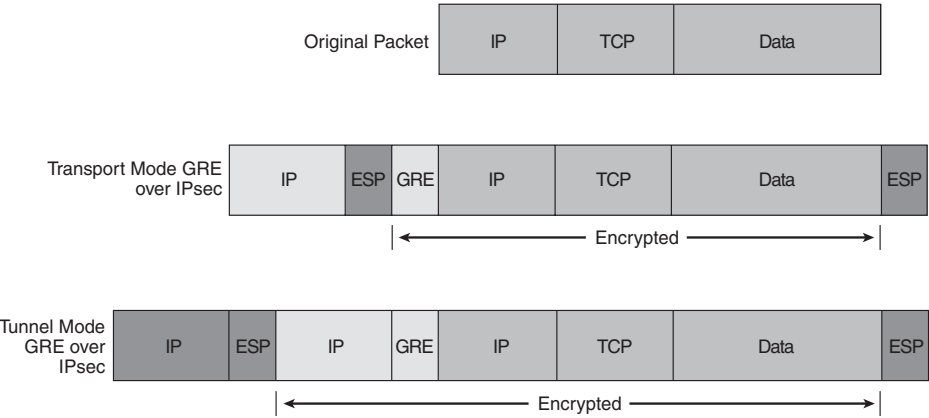 Original Packet IP TCP Data
Transport Mode GRE
over IPsec
IP ESP GRE IP TCP Data ESP
Encrypted
Tunnel Mode
GRE over
IPsec
IP ESP IP GRE IP TCP Data ESP
Encrypted